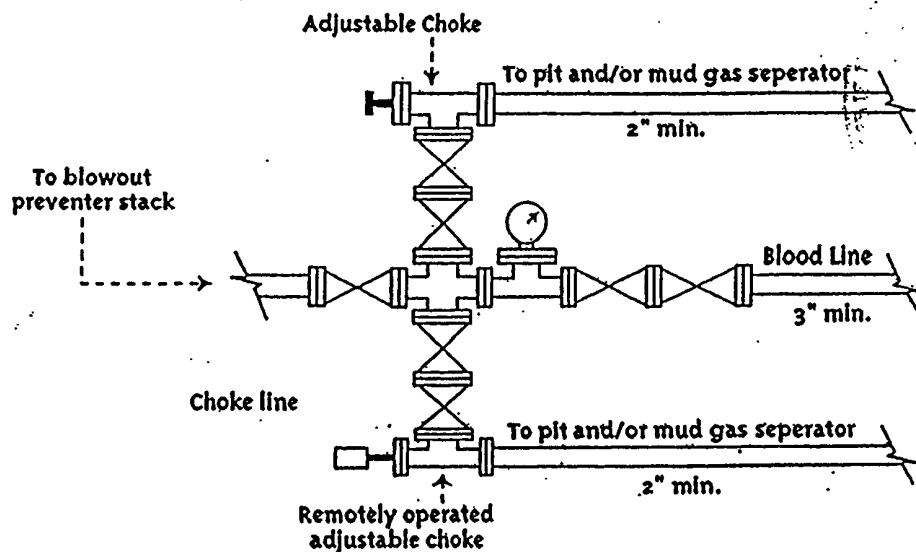 Adjustable Choke
To pit and/or mud gas seperator
2" min.
To blowout
preventer stack
Blood Line
3" min.
Choke line
To pit and/or mud gas seperator
2" min.
Remotely operated
adjustable choke